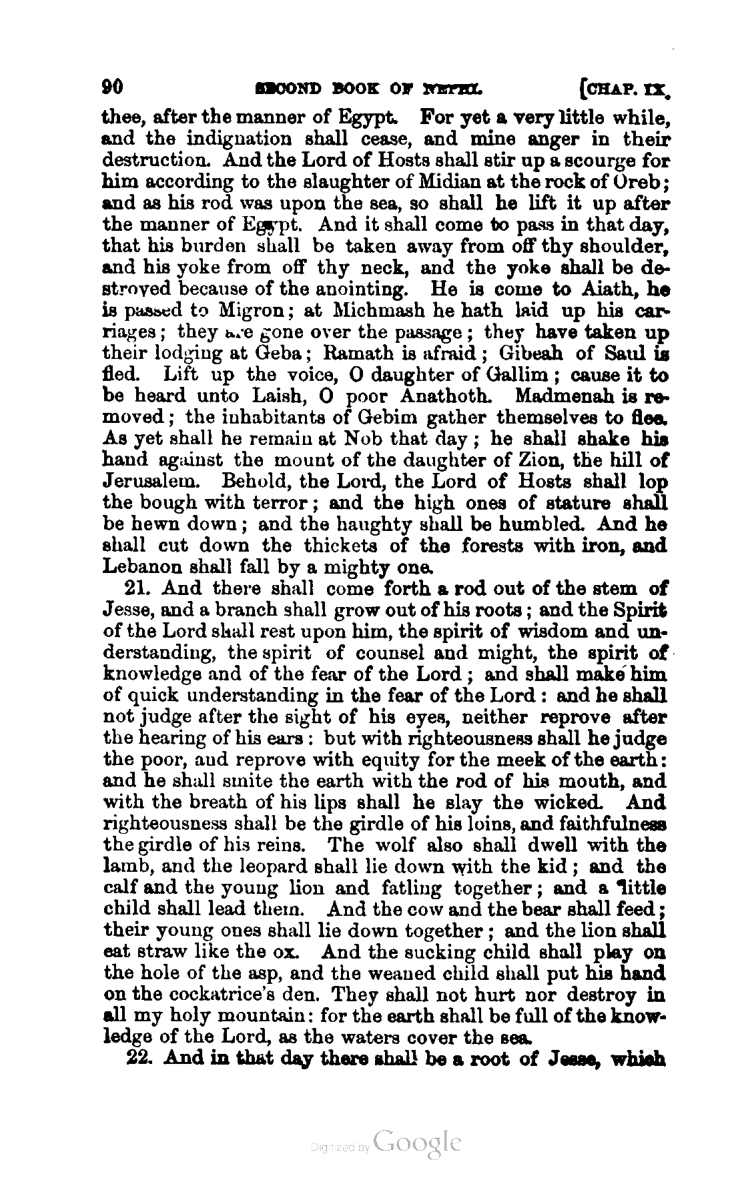 90 SECOND BOOK OF NEPHI. [CHAP. IX.
thee, after the manner of Egypt. For yet a very little while,
and the indignation shall cease, and mine anger in their
destruction. And the Lord of Hosts shall stir up a scourge for
him according to the slaughter of Midian at the rock of Oreb;
and as his rod was upon the sea, so shall he lift it up after
the manner of Egypt. And it shall come to pass in that day,
that his burden shall be taken away from off thy shoulder,
and his yoke from off thy neck, and the yoke shall be de-
stroyed because of the anointing. He is come to Aiath, he
is passed to Migron; at Michmash he hath laid up his car-
riages; they are gone over the passage; they have taken up
their lodging at Geba; Ramath is afraid; Gibeah of Saul is
fled. Lift up the voice, O daughter of Gallim; cause it to
be heard unto Laish, O poor Anathoth. Madmenah is re-
moved; the inhabitants of Gebim gather themselves to flee.
As yet shall he remain at Nob that day; he shall shake his
hand against the mount of the daughter of Zion, the hill of
Jerusalem. Behold, the Lord, the Lord of Hosts shall lop
the bough with terror; and the high ones of stature shall
be hewn down; and the haughty shall be humbled. And he
shall cut down the thickets of the forests with iron, and
Lebanon shall fall by a mighty one.
21. And there shall come forth a rod out of the stem of
Jesse, and a branch shall grow out of his roots; and the Spirit
of the Lord shall rest upon him, the spirit of wisdom and un-
derstanding, the spirit of counsel and might, the spirit of
knowledge and of the fear of the Lord; and shall make him
of quick understanding in the fear of the Lord: and he shall
not judge after the sight of his eyes, neither reprove after
the hearing of his ears: but with righteousness shall he judge
the poor, and reprove with equity for the meek of the earth:
and he shall smite the earth with the rod of his mouth, and
with the breath of his lips shall he slay the wicked. And
righteousness shall be the girdle of his loins, and faithfulness
the girdle of his reins. The wolf also shall dwell with the
lamb, and the leopard shall lie down with the kid; and the
calf and the young lion and fatling together; and a little
child shall lead them. And the cow and the bear shall feed;
their young ones shall lie down together; and the lion shall
eat straw like the ox. And the sucking child shall play on
the hole of the asp, and the weaned child shall put his hand
on the cockatrice's den. They shall not hurt nor destroy in
all my holy mountain: for the earth shall be full of the know-
ledge of the Lord, as the waters cover the sea.
22. And in that day there shall be a root of Jesse, which
Digitized by Google